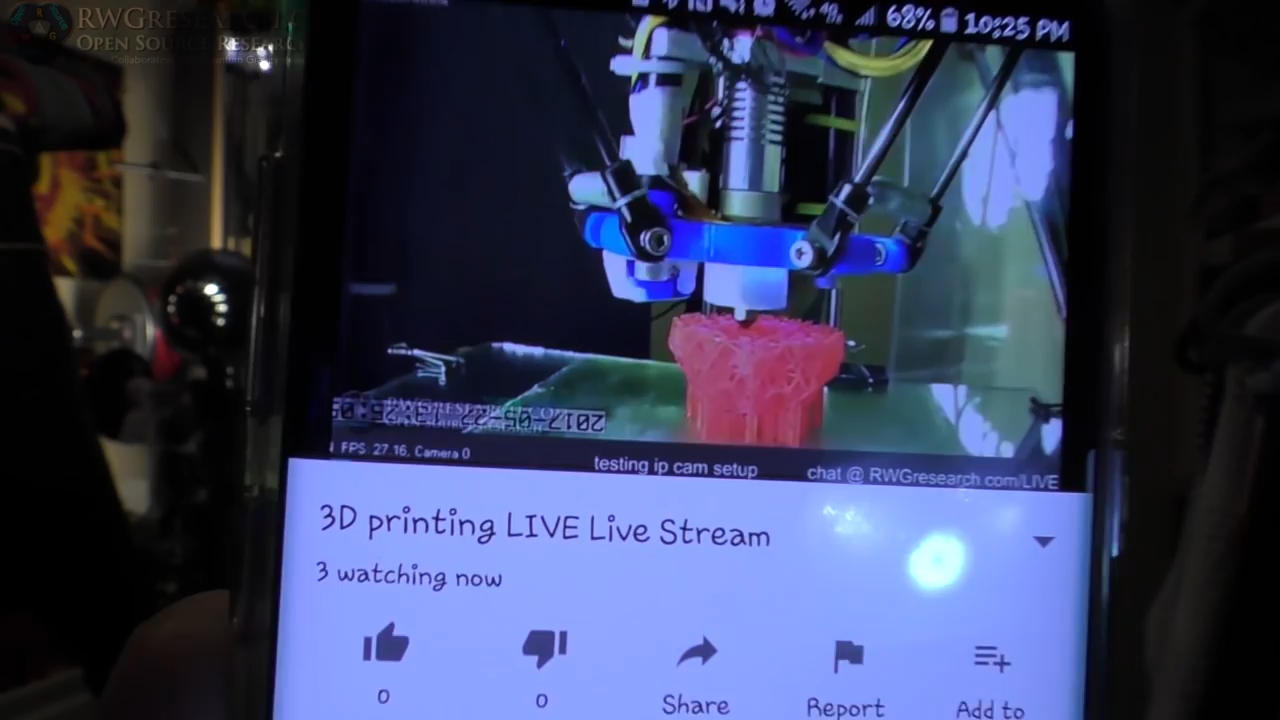 RWGRESEARCH.C
OPEN SOURCE RESEARC
68% 10:25 PM
FPS: 27.16, Camera 0
testing ip cam setup
chat @ RWGresearch.com/LIVE
3D printing LIVE Live Stream
3 watching now
0
0
Share
Report
Add to